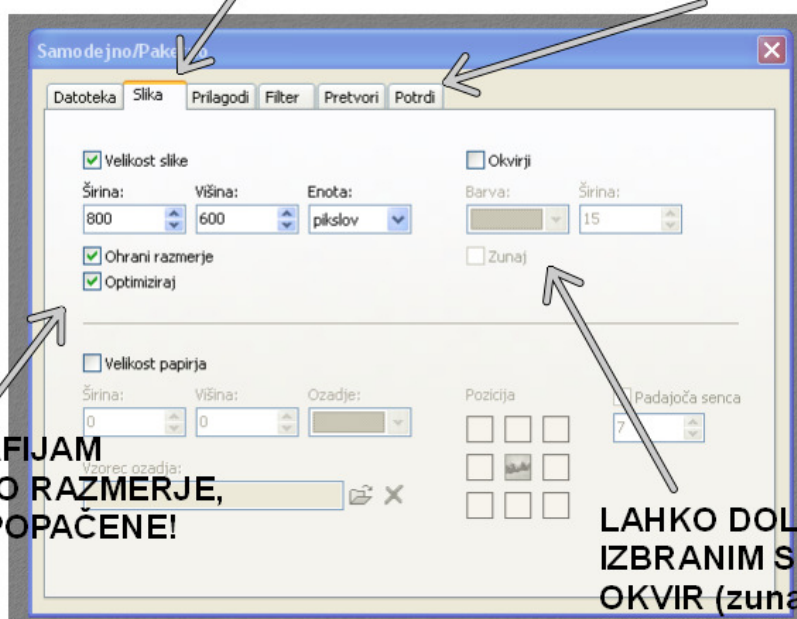 Samodejno/Pake
Datoteka Slika Prilagodi Filter Pretvori Potrdi
Velikost slike
Okvirji
Širina: Višina: Enota:
Barva: Širina:
800 600 pikslov
15
Ohrani razmerje
Zunaj
Optimiziraj
Velikost papirja
Širina: Višina: Ozadje:
Pozicija
Padajoča senca
0 0
7
AFIJAM
Vzorec ozadja:
O RAZMERJE,
POPAČENE!
LAHKO DOL
IZBRANIM S
OKVIR (zuna